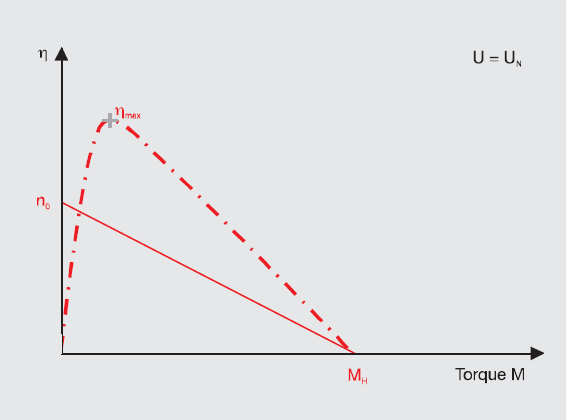 η
U = U_N
η_max
n_0
M_H
Torque M